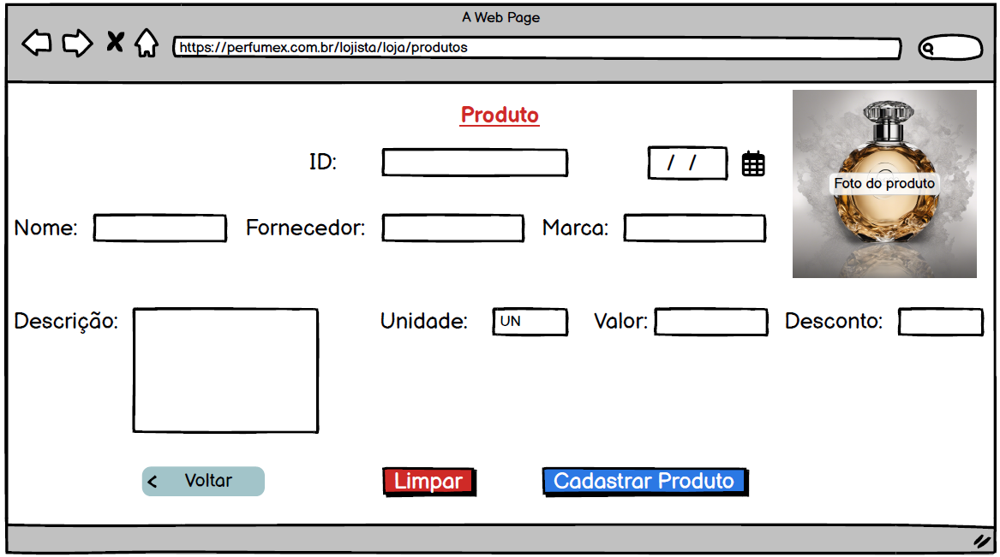 A Web Page
https://perfumex.com.br/lojista/loja/produtos
Produto
ID:
/ /
Foto do produto
Nome:
Fornecedor:
Marca:
Descrição:
Unidade:
UN
Valor:
Desconto:
< Voltar
Limpar
Cadastrar Produto